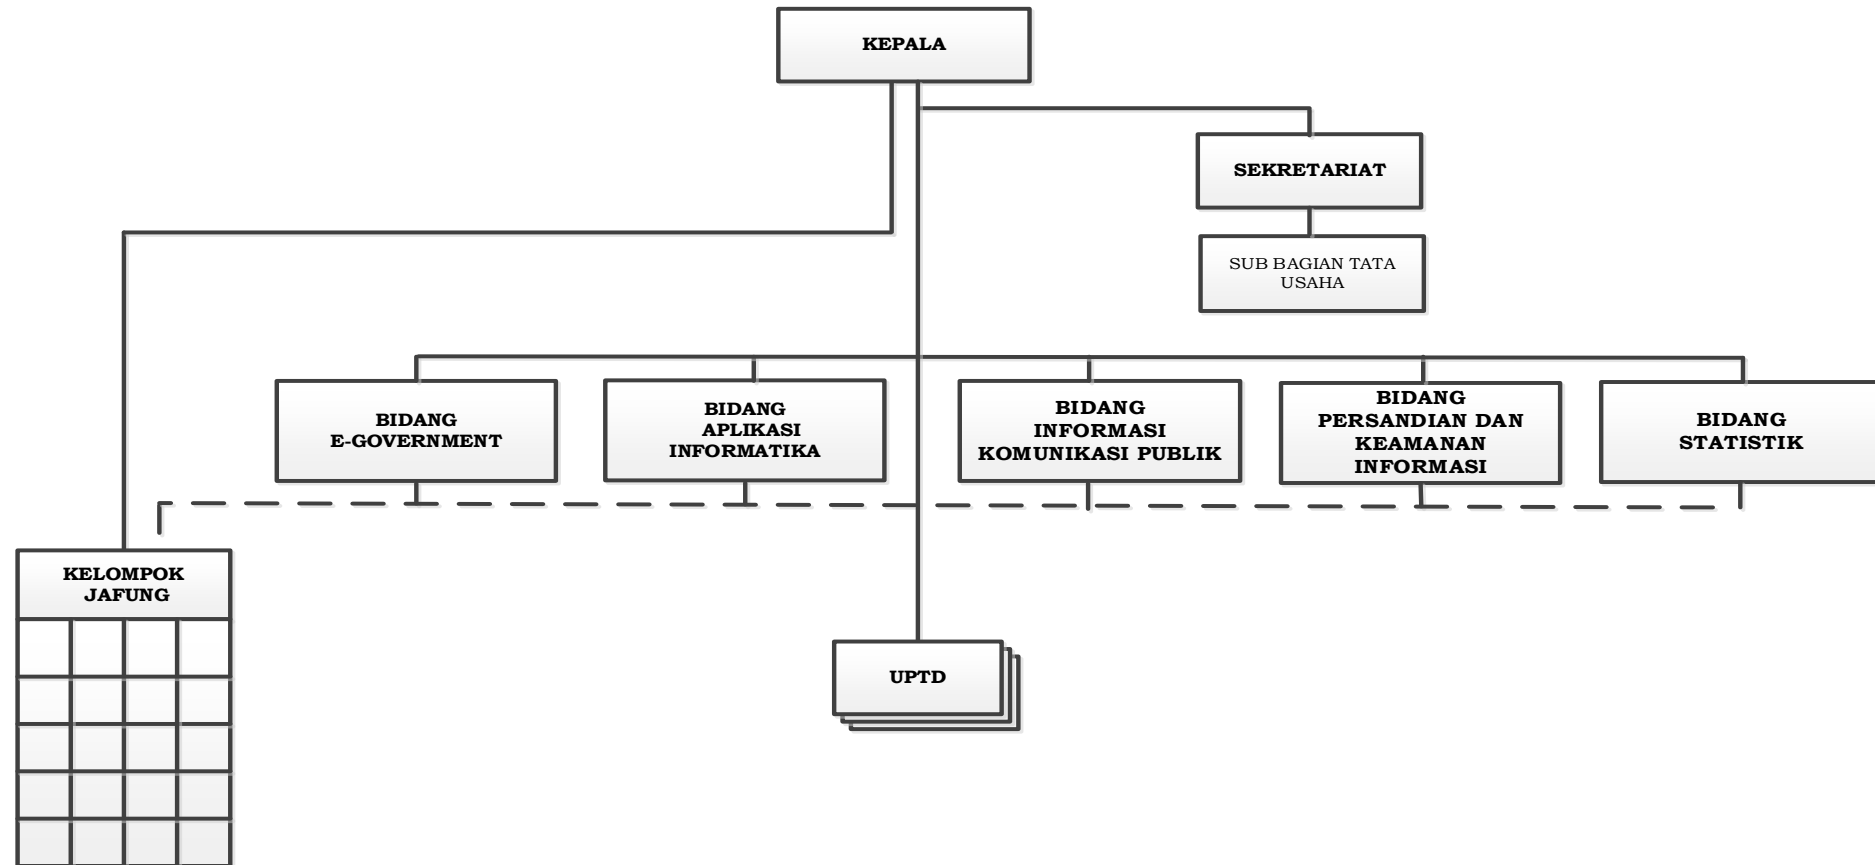 KEPALA
SEKRETARIAT
SUB BAGIAN TATA
USAHA
BIDANG
E-GOVERNMENT
BIDANG
APLIKASI
INFORMATIKA
BIDANG
INFORMASI
KOMUNIKASI PUBLIK
BIDANG
PERSANDIAN DAN
KEAMANAN
INFORMASI
BIDANG
STATISTIK
KELOMPOK
JAFUNG
UPTD